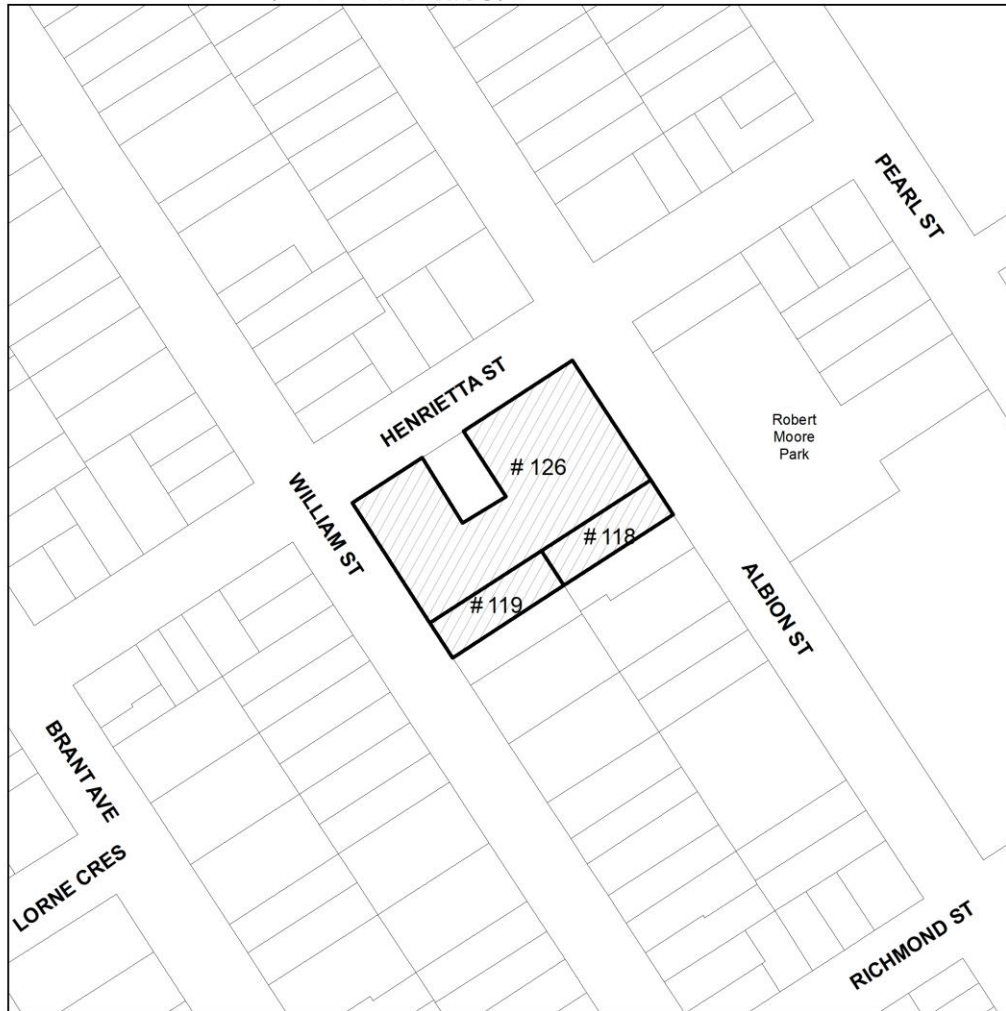 PEARL ST
HENRIETTA ST
Robert
Moore
Park
# 126
WILLIAM ST
# 118
# 119
ALBION ST
BRANT AVE
LORNE CRES
RICHMOND ST